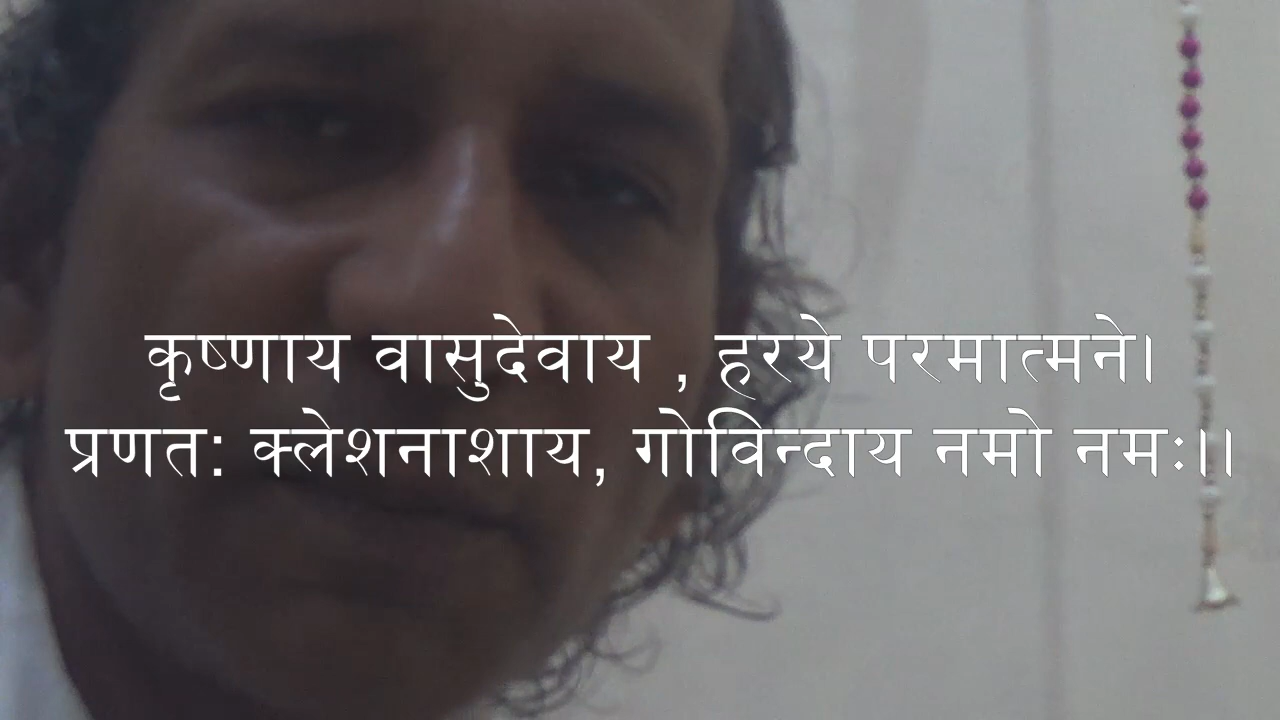 कृष्णाय वासुदेवाय , हरये परमात्मने।
प्रणत: क्लेशनाशाय, गोविन्दाय नमो नमः।।